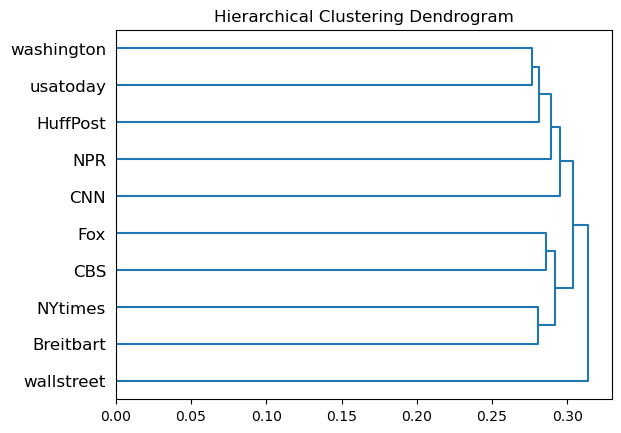 Hierarchical Clustering Dendrogram
washington
usatoday
HuffPost
NPR
CNN
Fox
CBS
NYtimes
Breitbart
wallstreet
0.00 0.05 0.10 0.15 0.20 0.25 0.30